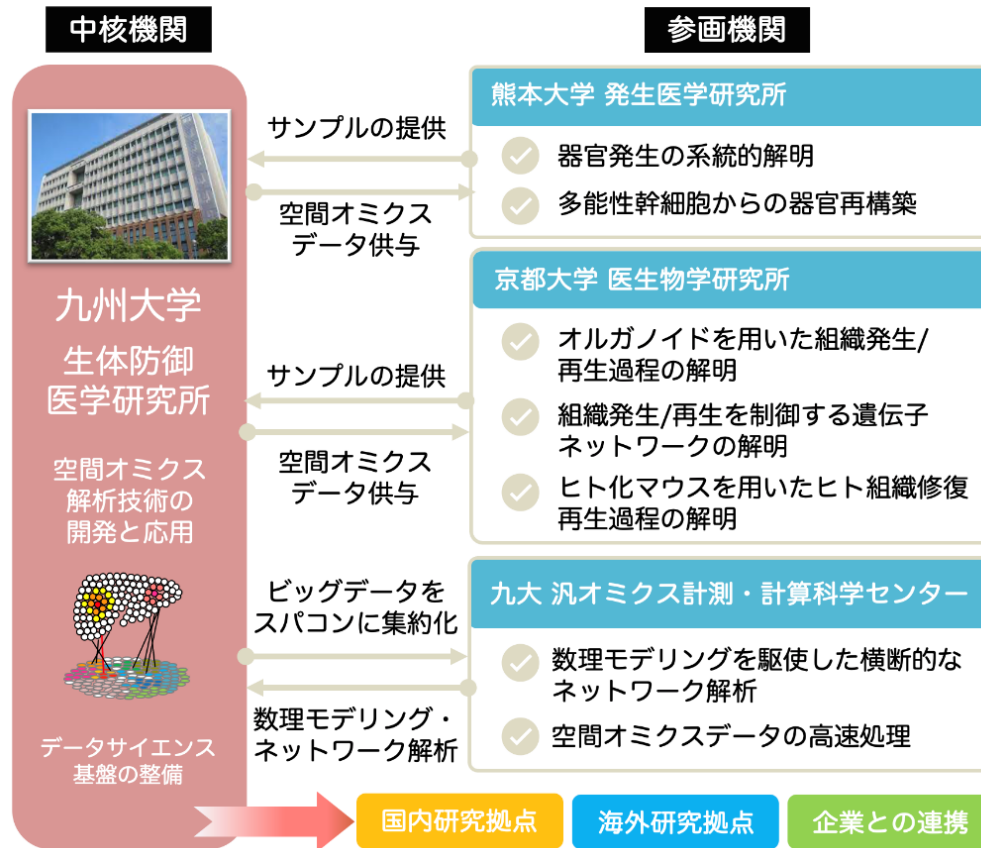 中核機関
参画機関
九州大学
生体防御
医学研究所
空間オミクス
解析技術の
開発と応用
データサイエンス
基盤の整備
サンプルの提供
空間オミクス
データ供与
熊本大学 発生医学研究所
器官発生の系統的解明
多能性幹細胞からの器官再構築
サンプルの提供
空間オミクス
データ供与
京都大学 医生物学研究所
オルガノイドを用いた組織発生/
再生過程の解明
組織発生/再生を制御する遺伝子
ネットワークの解明
ヒト化マウスを用いたヒト組織修復
再生過程の解明
ビッグデータを
スパコンに集約化
数理モデリング・
ネットワーク解析
九大 汎オミクス計測・計算科学センター
数理モデリングを駆使した横断的な
ネットワーク解析
空間オミクスデータの高速処理
国内研究拠点
海外研究拠点
企業との連携